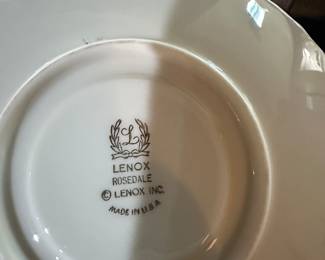 L
LENOX
ROSEDALE
© LENOX INC.
MADE IN U.S.A.